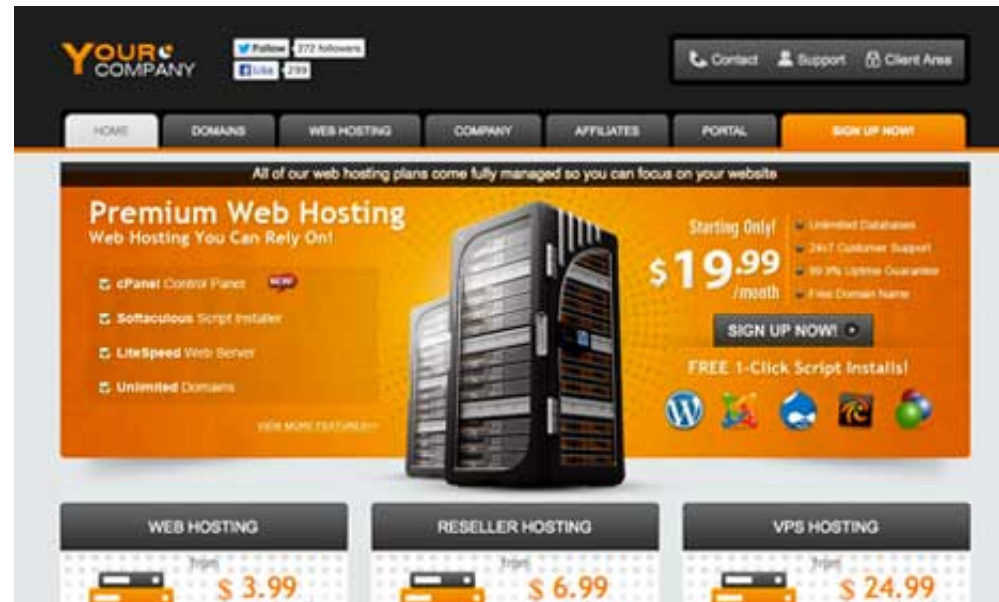 YOUR
COMPANY
Follow 272 followers
Like 299
Contact Support Client Area
HOME DOMAINS WEB HOSTING COMPANY AFFILIATES PORTAL SIGN UP NOW!
All of our web hosting plans come fully managed so you can focus on your website
Premium Web Hosting
Web Hosting You Can Rely On!
cPanel Control Panel NEW!
Softaculous Script Installer
LiteSpeed Web Server
Unlimited Domains
VIEW MORE FEATURES>>
Starting Only!
$19.99
/month
Unlimited Databases
24x7 Customer Support
99.9% Uptime Guarantee
Free Domain Name
SIGN UP NOW!
FREE 1-Click Script Installs!
WEB HOSTING
from
$ 3.99
RESELLER HOSTING
from
$ 6.99
VPS HOSTING
from
$ 24.99